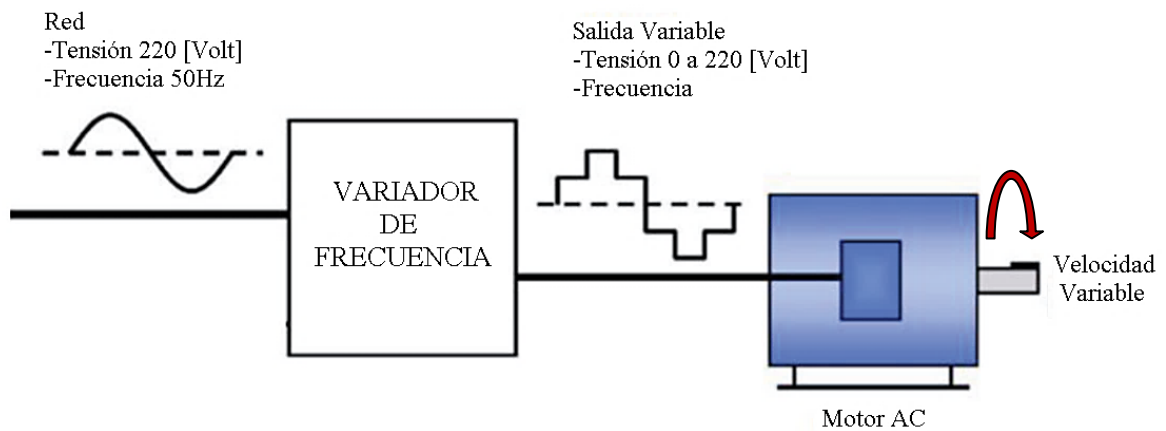 Red
-Tensión 220 [Volt]
-Frecuencia 50Hz
Salida Variable
-Tensión 0 a 220 [Volt]
-Frecuencia
VARIADOR
DE
FRECUENCIA
Velocidad
Variable
Motor AC